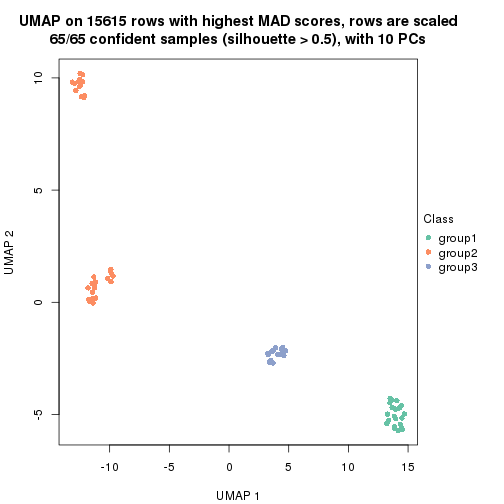 UMAP on 15615 rows with highest MAD scores, rows are scaled
65/65 confident samples (silhouette > 0.5), with 10 PCs
10
5
0
-5
UMAP 2
-10
-5
0
5
10
15
UMAP 1
Class
group1
group2
group3